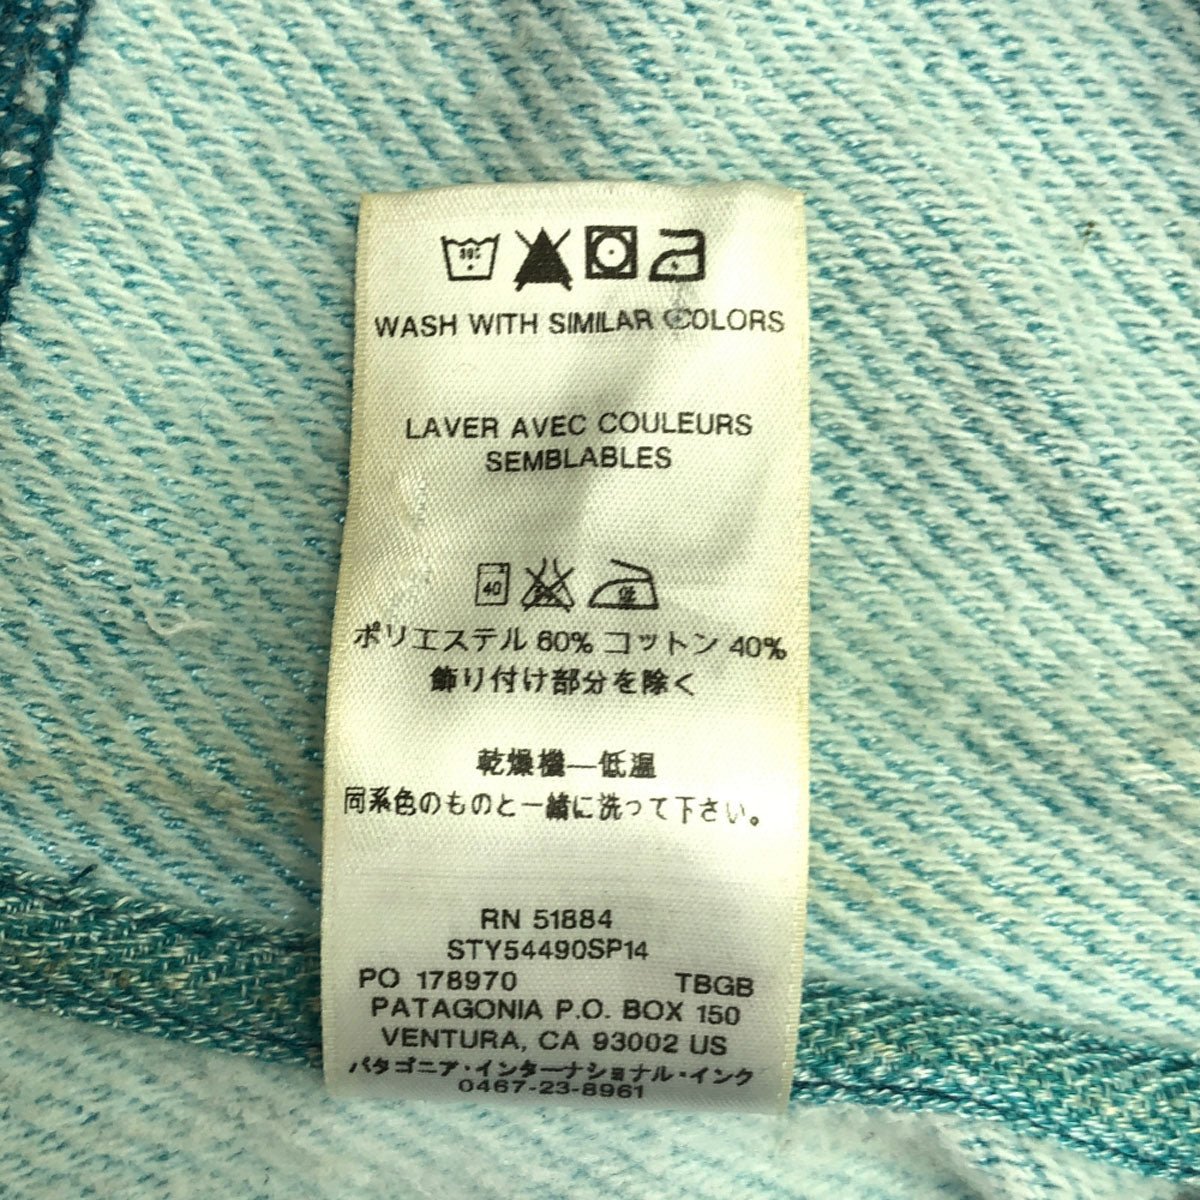 WASH WITH SIMILAR COLORS
LAVER AVEC COULEURS
SEMBLABLES
40
ポリエステル 60% コットン 40%
飾り付け部分を除く
乾燥機—低温
同系色のものと一緒に洗って下さい。
RN 51884
STY54490SP14
PO 178970 TBGB
PATAGONIA P.O. BOX 150
VENTURA, CA 93002 US
パタゴニア・インターナショナル・インク
0467-23-8961